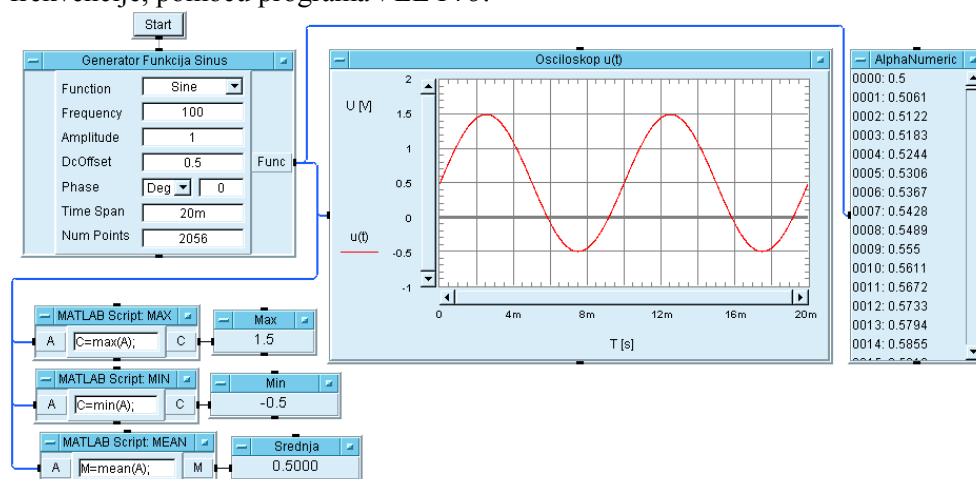 Start
Generator Funkcija Sinus
Function Sine
Frequency 100
Amplitude 1
DcOffset 0.5
Phase Deg 0
Time Span 20m
Num Points 2056
Func
Osciloskop u(t)
U [V]
2
1.5
1
0.5
0
-0.5
-1
u(t)
0 4m 8m 12m 16m 20m
T [s]
AlphaNumeric
0000: 0.5
0001: 0.5061
0002: 0.5122
0003: 0.5183
0004: 0.5244
0005: 0.5306
0006: 0.5367
0007: 0.5428
0008: 0.5489
0009: 0.555
0010: 0.5611
0011: 0.5672
0012: 0.5733
0013: 0.5794
0014: 0.5855
MATLAB Script: MAX
A C=max(A); C
Max
1.5
MATLAB Script: MIN
A C=min(A); C
Min
-0.5
MATLAB Script: MEAN
A M=mean(A); M
Srednja
0.5000